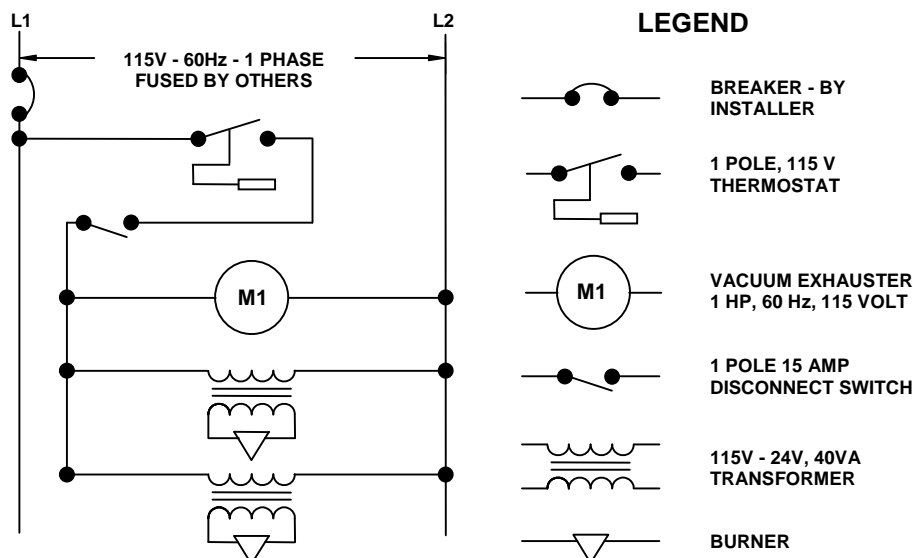 L1
L2
115V - 60Hz - 1 PHASE
FUSED BY OTHERS
M1
LEGEND
BREAKER - BY
INSTALLER
1 POLE, 115 V
THERMOSTAT
M1
VACUUM EXHAUSTER
1 HP, 60 Hz, 115 VOLT
1 POLE 15 AMP
DISCONNECT SWITCH
115V - 24V, 40VA
TRANSFORMER
BURNER